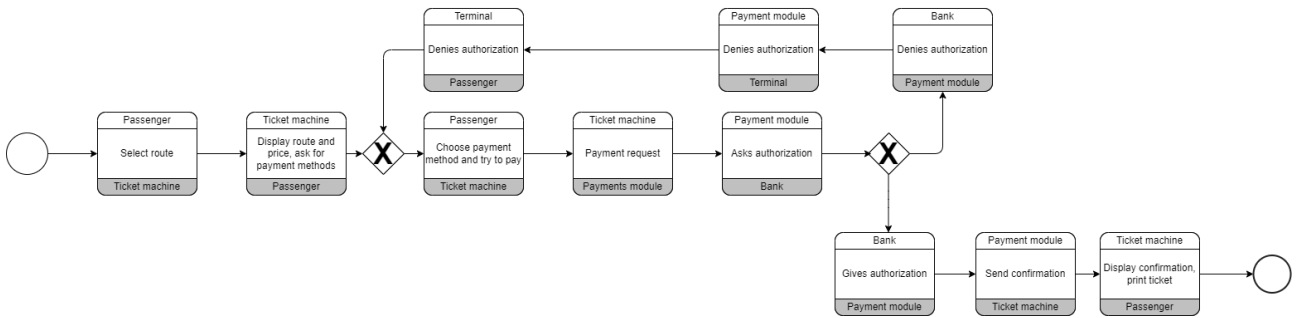 Terminal
Denies authorization
Passenger
Payment module
Denies authorization
Terminal
Bank
Denies authorization
Payment module
Passenger
Select route
Ticket machine
Ticket machine
Display route and
price, ask for
payment methods
Passenger
X
Passenger
Choose payment
method and try to pay
Ticket machine
Ticket machine
Payment request
Payments module
Payment module
Asks authorization
Bank
X
Bank
Gives authorization
Payment module
Payment module
Send confirmation
Ticket machine
Ticket machine
Display confirmation,
print ticket
Passenger